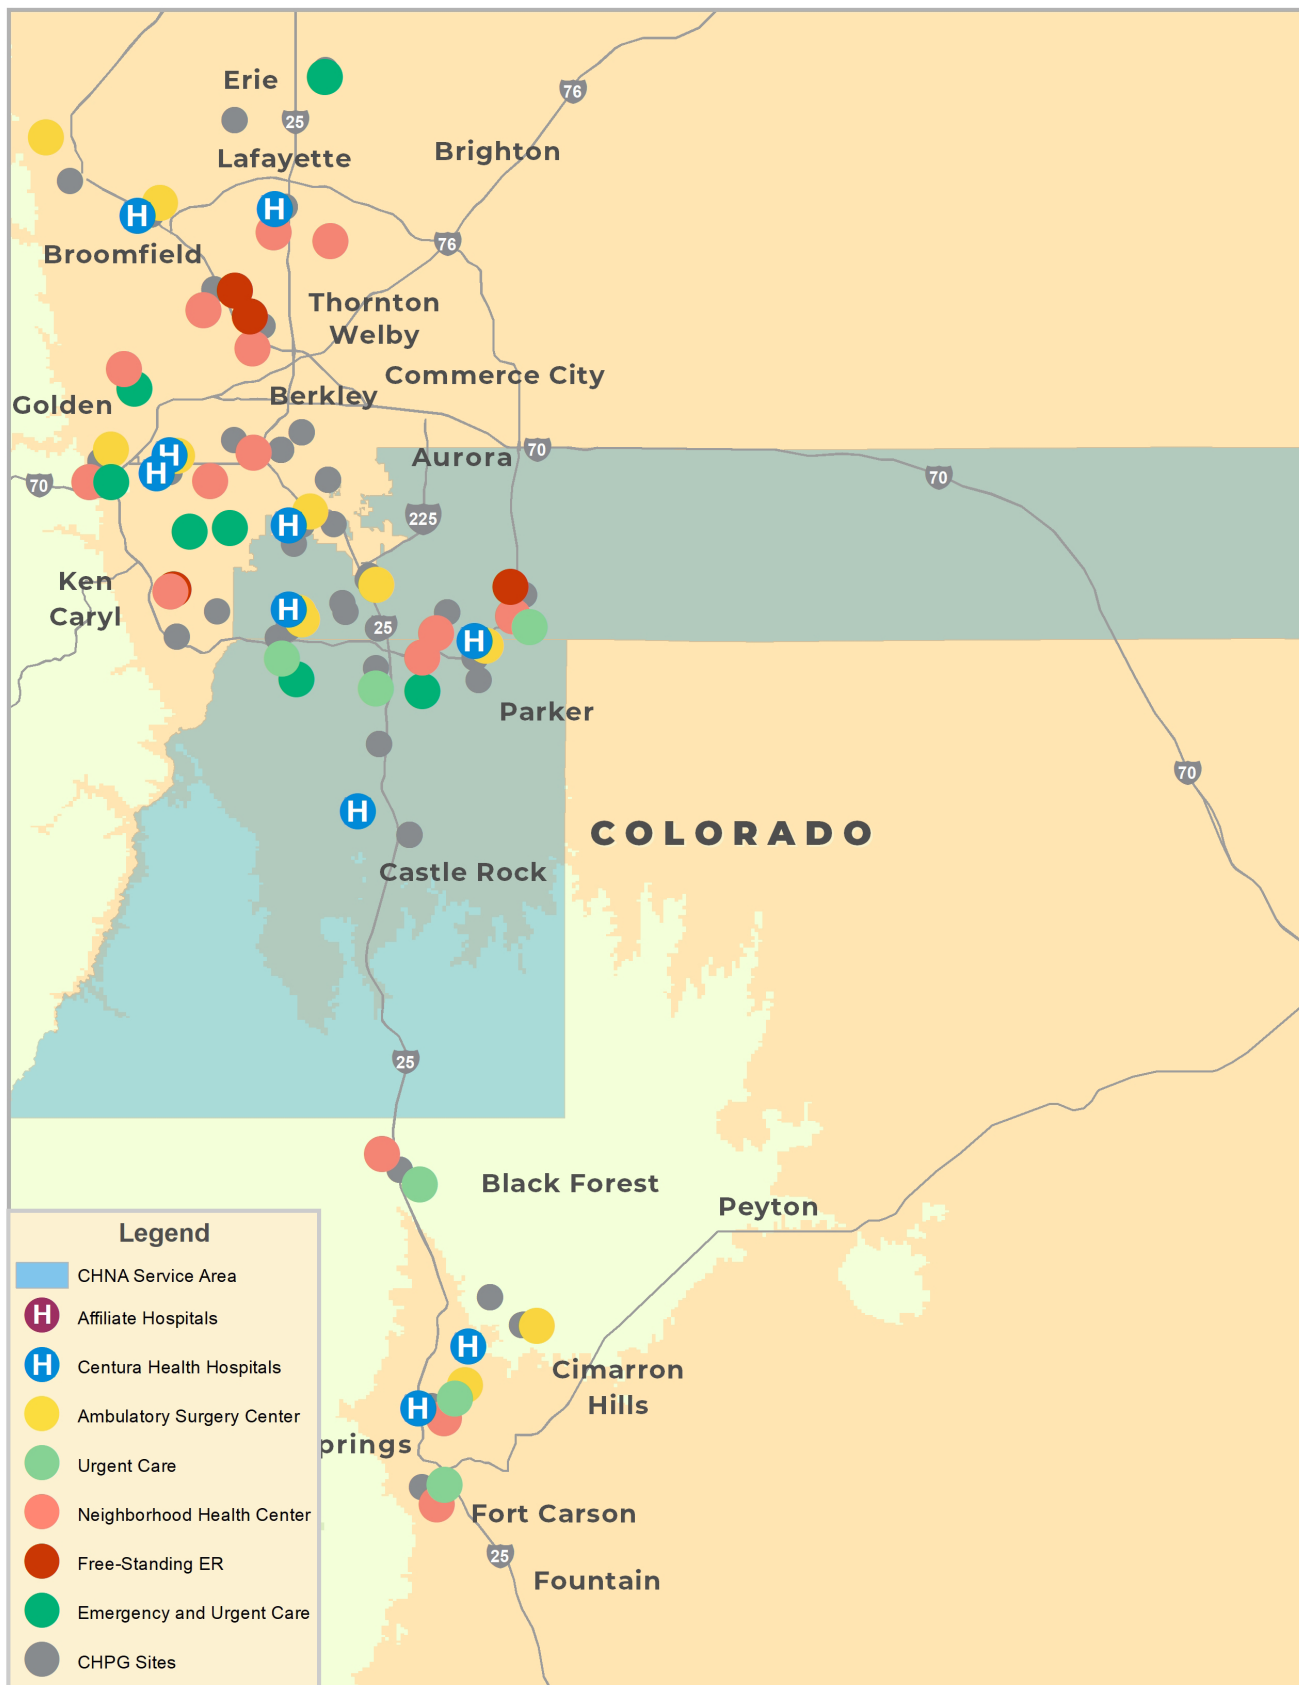 76
Erie
25
Brighton
Lafayette
H
H
76
Broomfield
Thornton
Welby
Commerce City
Berkley
Golden
70
H
Aurora
H
70
70
225
H
Ken
Caryl
H
25
H
Parker
70
H
COLORADO
Castle Rock
25
Black Forest
Peyton
H
Cimarron
Hills
H
prings
Fort Carson
25
Fountain
Legend
CHNA Service Area
H Affiliate Hospitals
H Centura Health Hospitals
Ambulatory Surgery Center
Urgent Care
Neighborhood Health Center
Free-Standing ER
Emergency and Urgent Care
CHPG Sites